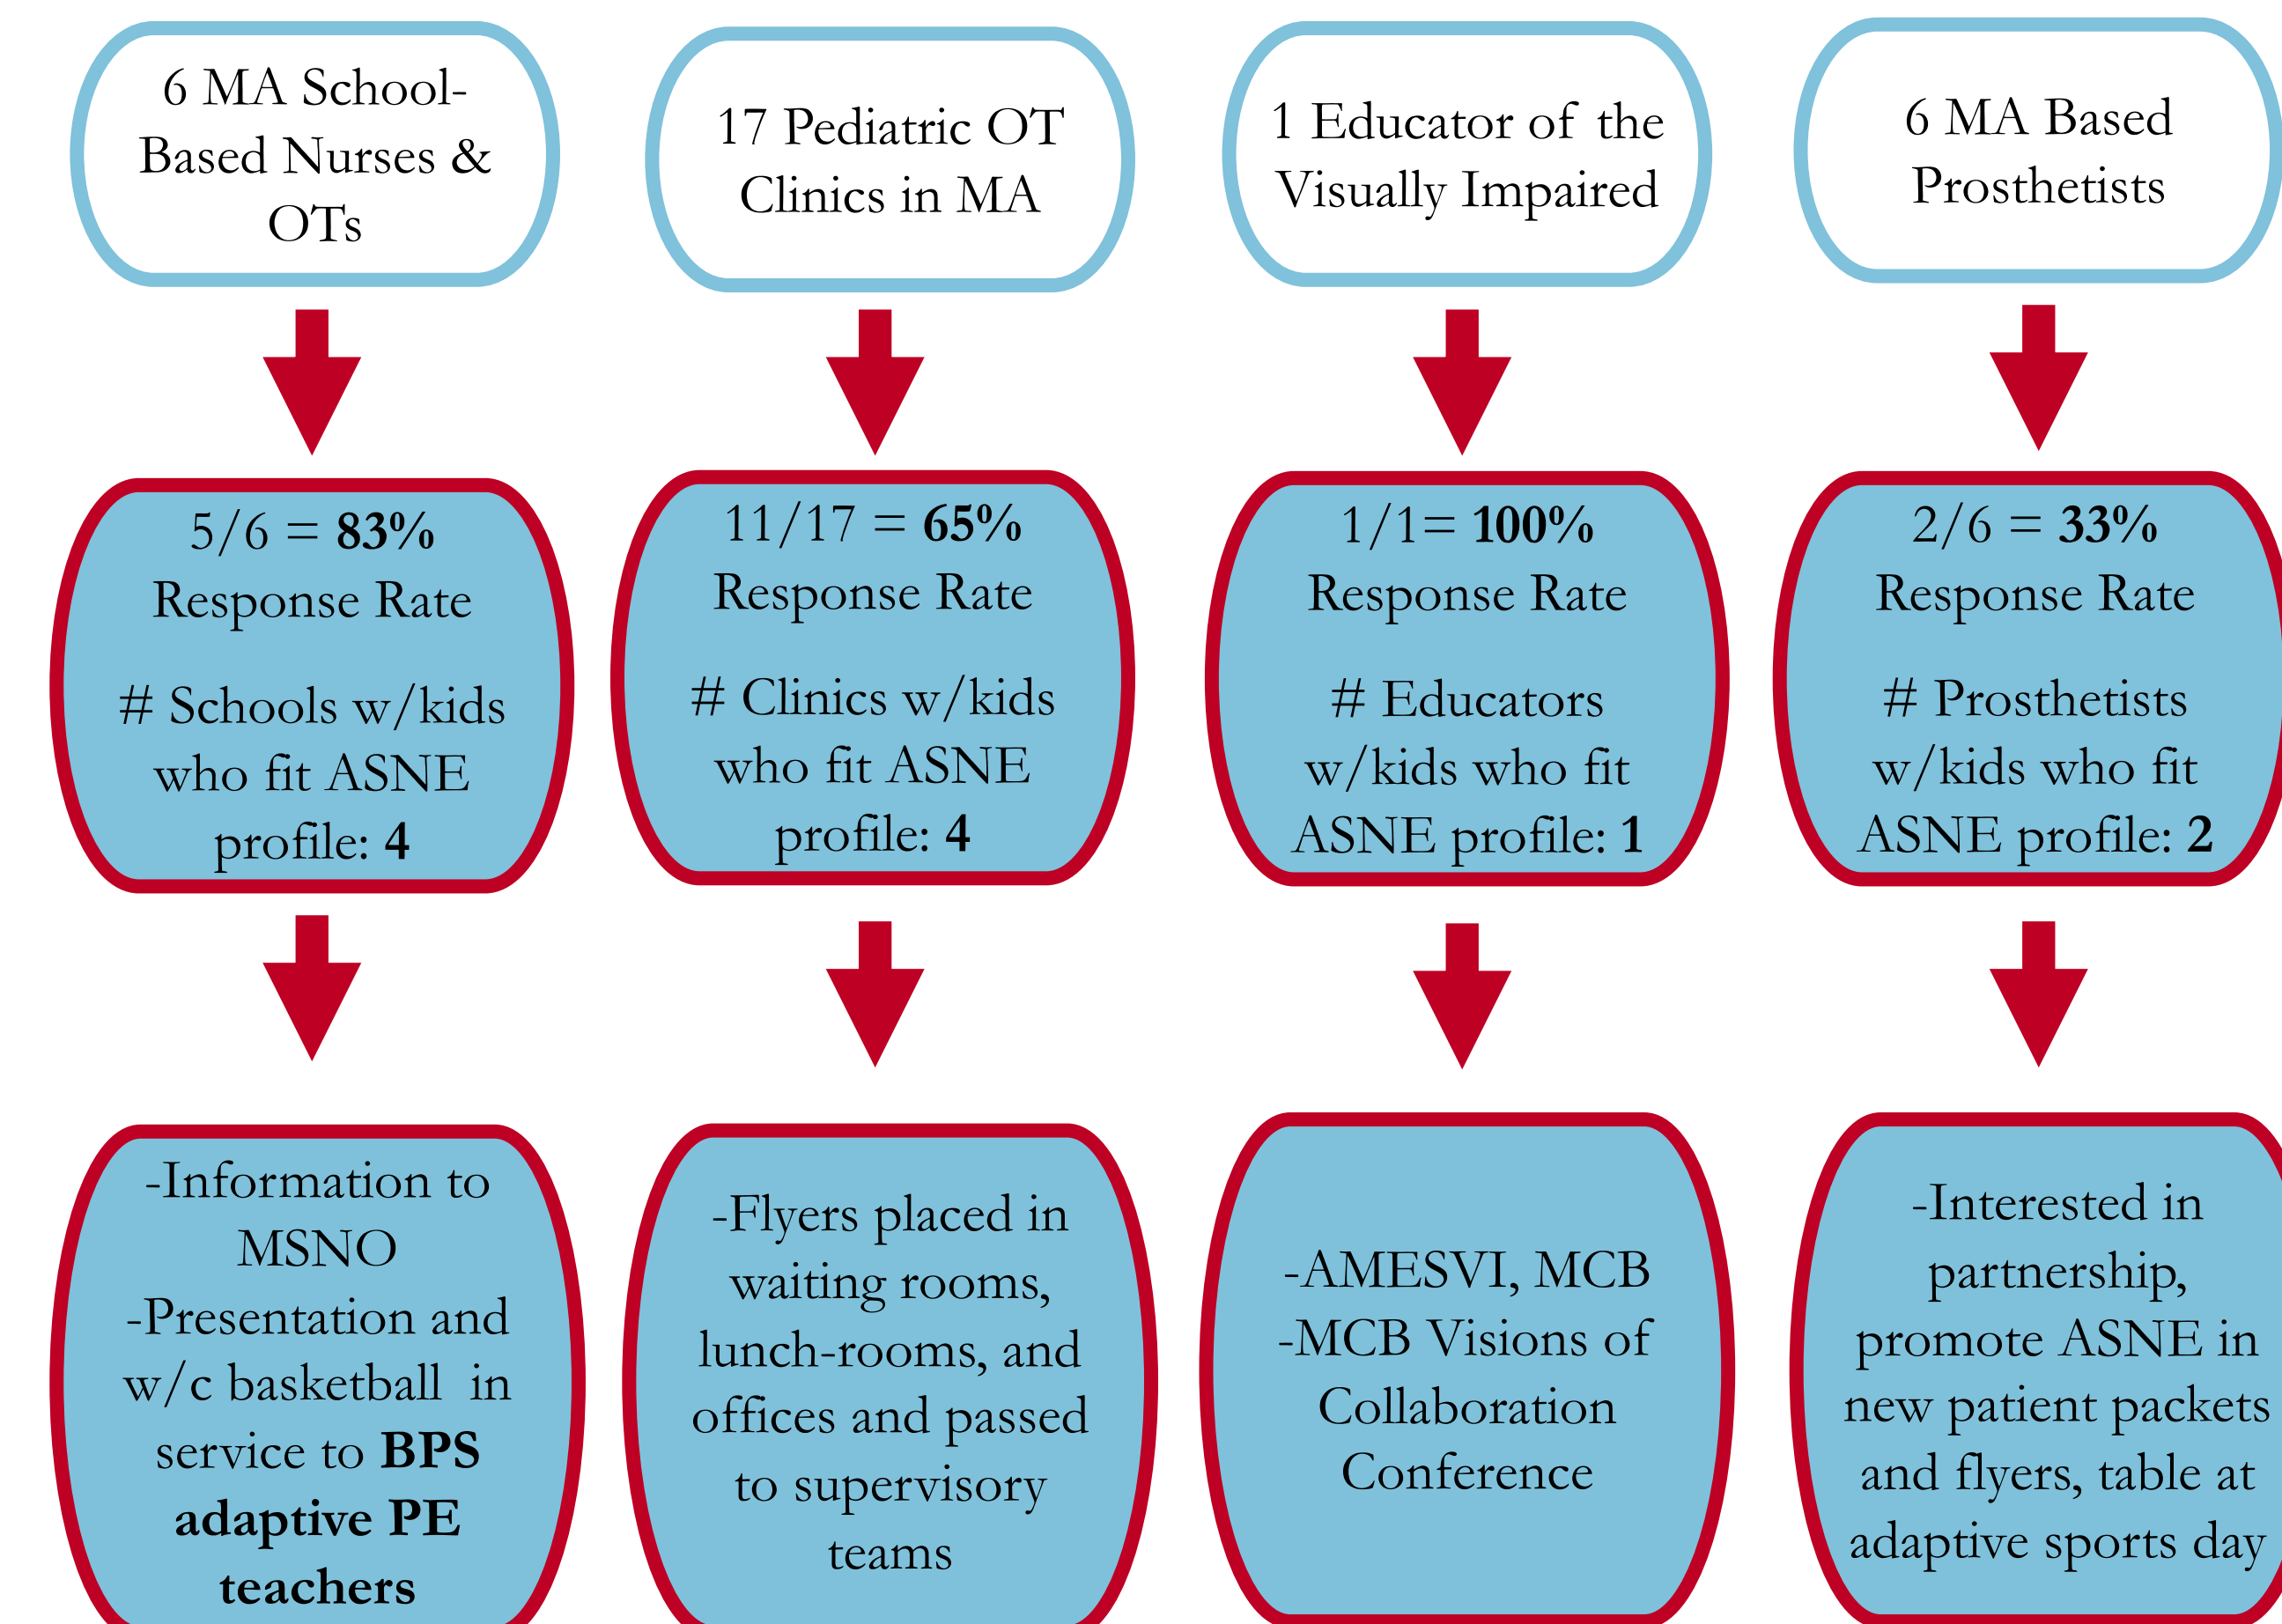 6 MA School-
Based Nurses &
OTs
5/6 = 83%
Response Rate
# Schools w/kids
who fit ASNE
profile: 4
-Information to
MSNO
-Presentation and
w/c basketball in
service to BPS
adaptive PE
teachers
17 Pediatric OT
Clinics in MA
11/17 = 65%
Response Rate
# Clinics w/kids
who fit ASNE
profile: 4
-Flyers placed in
waiting rooms,
lunch-rooms, and
offices and passed
to supervisory
teams
1 Educator of the
Visually Impaired
1/1= 100%
Response Rate
# Educators
w/kids who fit
ASNE profile: 1
-AMESVI, MCB
-MCB Visions of
Collaboration
Conference
6 MA Based
Prosthetists
2/6 = 33%
Response Rate
# Prosthetists
w/kids who fit
ASNE profile: 2
-Interested in
partnership,
promote ASNE in
new patient packets
and flyers, table at
adaptive sports day